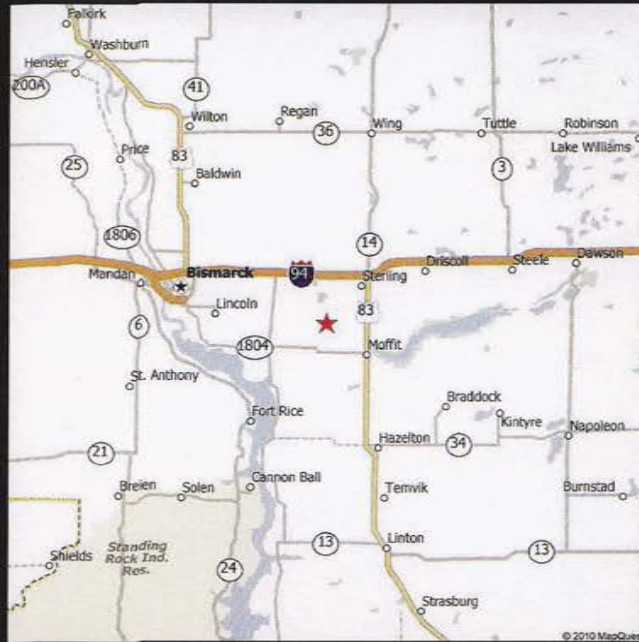 Falkirk
Washburn
Hensler
200A
41
Wilton
Regan
36
Wing
Tuttle
Robinson
Lake Williams
Price
25
83
Baldwin
3
1806
14
Mandan
Bismarck
94
Sterling
Driscoll
Steele
Dawson
Lincoln
83
6
1804
Moffit
St. Anthony
Braddock
Kintyre
Fort Rice
Napoleon
21
Hazelton
34
Cannon Ball
Breien
Solen
Temvik
Burnstad
Standing
Rock Ind.
Res.
Shields
24
13
Linton
13
Strasburg
© 2010 MapQues